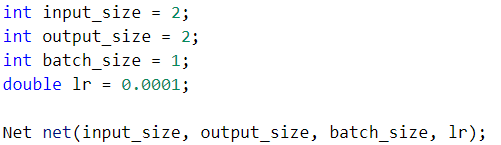 int input_size = 2;
int output_size = 2;
int batch_size = 1;
double lr = 0.0001;
Net net(input_size, output_size, batch_size, lr);